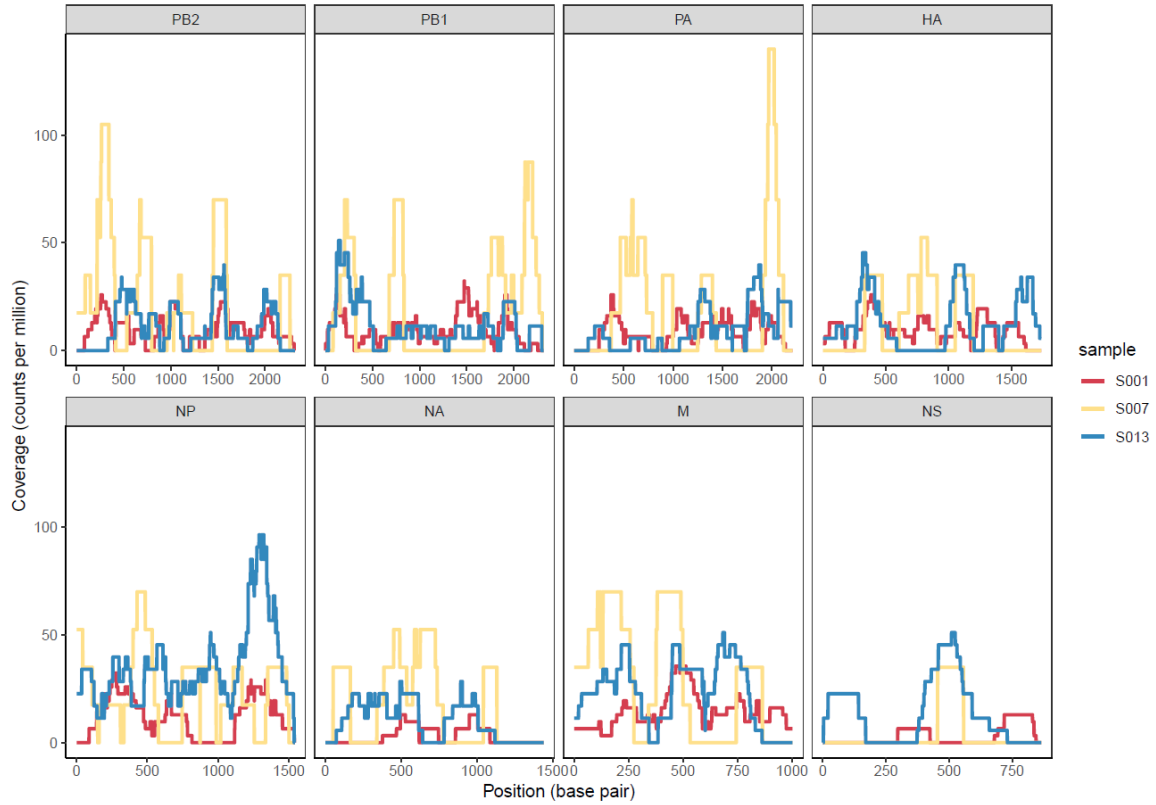 PB2 PB1 PA HA
100
50
0
0 500 1000 1500 2000 0 500 1000 1500 2000 0 500 1000 1500 2000 0 500 1000 1500
NP NA M NS
100
50
0
0 500 1000 1500 0 500 1000 1500 0 250 500 750 1000 0 250 500 750
Position (base pair)
Coverage (counts per million)
sample
S001
S007
S013